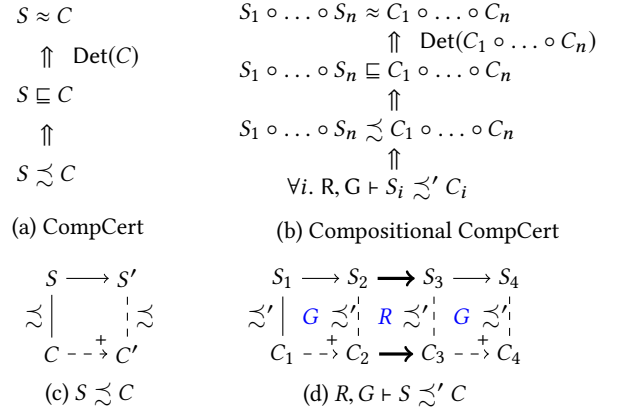 S ≈ C
⇑ Det(C)
S ⊑ C
⇑
S ≾ C
(a) CompCert
S₁ ∘ … ∘ Sₙ ≈ C₁ ∘ … ∘ Cₙ
⇑ Det(C₁ ∘ … ∘ Cₙ)
S₁ ∘ … ∘ Sₙ ⊑ C₁ ∘ … ∘ Cₙ
⇑
S₁ ∘ … ∘ Sₙ ≾ C₁ ∘ … ∘ Cₙ
⇑
∀i. R, G ⊢ Sᵢ ≾′ Cᵢ
(b) Compositional CompCert
S ⟶ S′
≾ ≾
C ⇢⁺ C′
(c) S ≾ C
S₁ ⟶ S₂ ⟶ S₃ ⟶ S₄
≾′ G ≾′ R ≾′ G ≾′
C₁ ⇢⁺ C₂ ⟶ C₃ ⇢⁺ C₄
(d) R, G ⊢ S ≾′ C